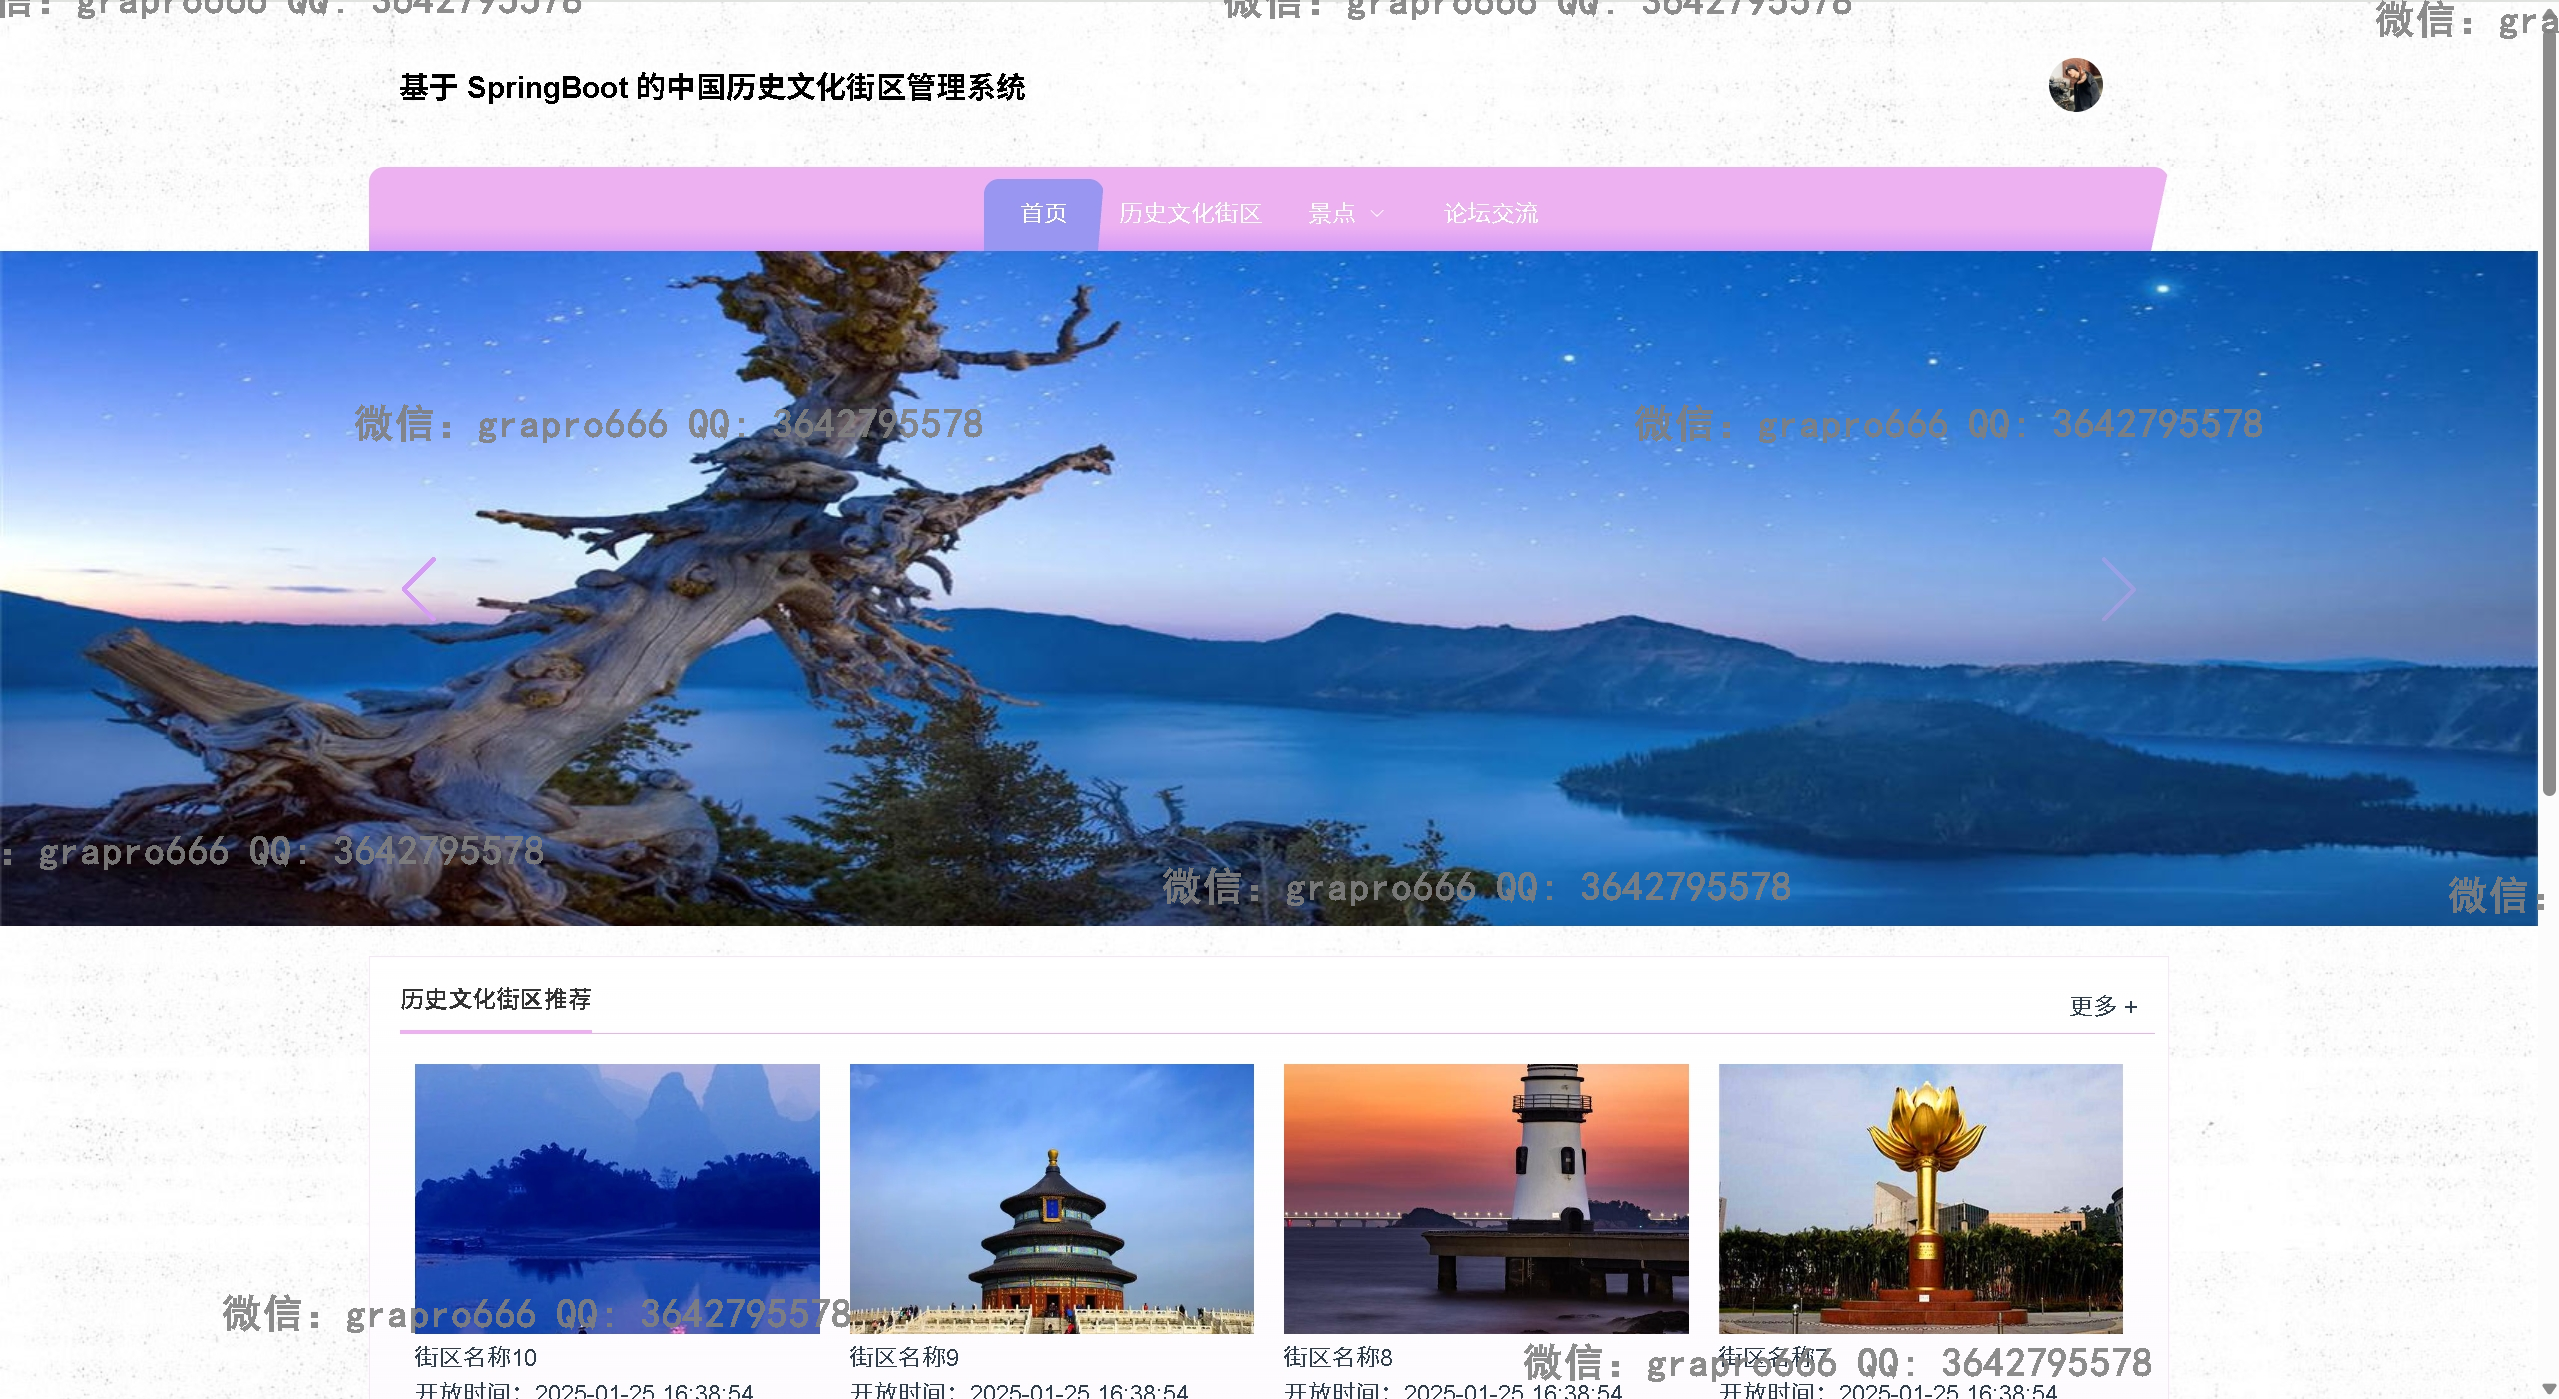 信：grapro666 QQ: 3642795578
微信：grapro666 QQ: 3642795578
微信：gra
基于 SpringBoot 的中国历史文化街区管理系统
首页 历史文化街区 景点 论坛交流
微信：grapro666 QQ: 3642795578
微信：grapro666 QQ: 3642795578
：grapro666 QQ: 3642795578
微信：grapro666 QQ: 3642795578
微信：
历史文化街区推荐
更多 +
微信：grapro666 QQ: 3642795578
街区名称10
街区名称9
街区名称8
街区名称7
微信：grapro666 QQ: 3642795578
开放时间：2025-01-25 16:38:54
开放时间：2025-01-25 16:38:54
开放时间：2025-01-25 16:38:54
开放时间：2025-01-25 16:38:54